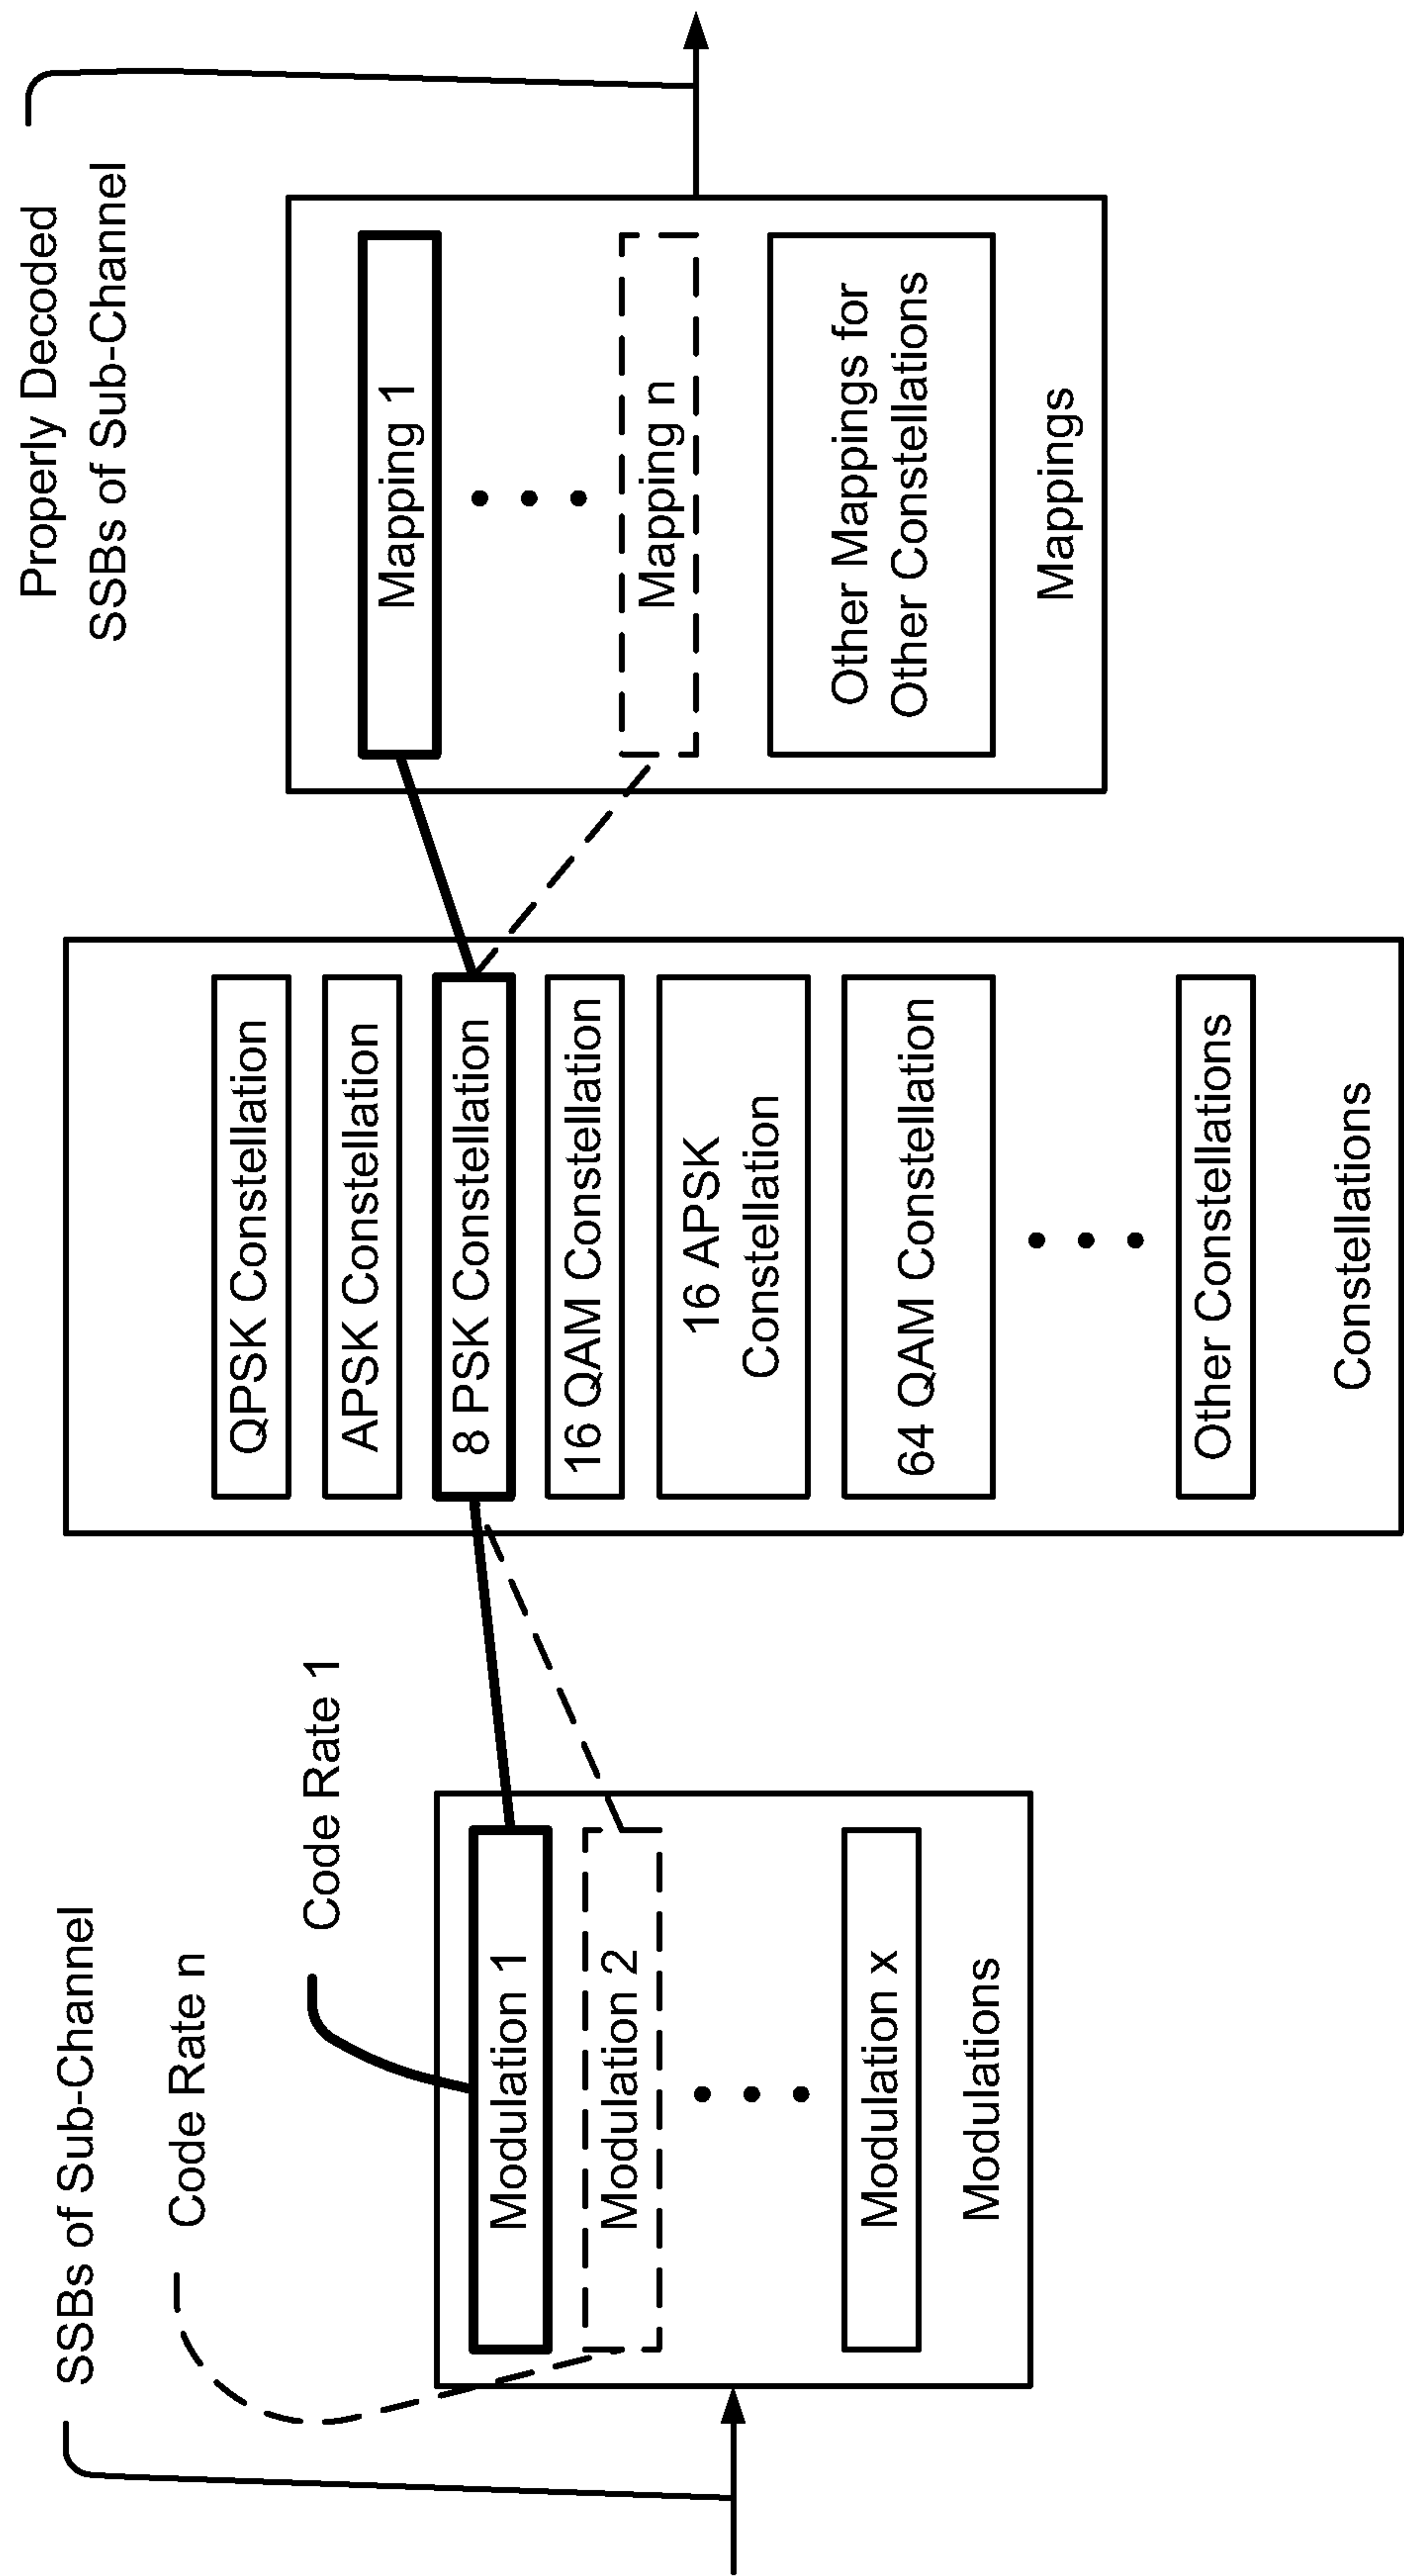 SSBs of Sub-Channel
Code Rate n
Code Rate 1
Modulation 1
Modulation 2
Modulation x
Modulations
QPSK Constellation
APSK Constellation
8 PSK Constellation
16 QAM Constellation
16 APSK
Constellation
64 QAM Constellation
Other Constellations
Constellations
Properly Decoded
SSBs of Sub-Channel
Mapping 1
Mapping n
Other Mappings for
Other Constellations
Mappings